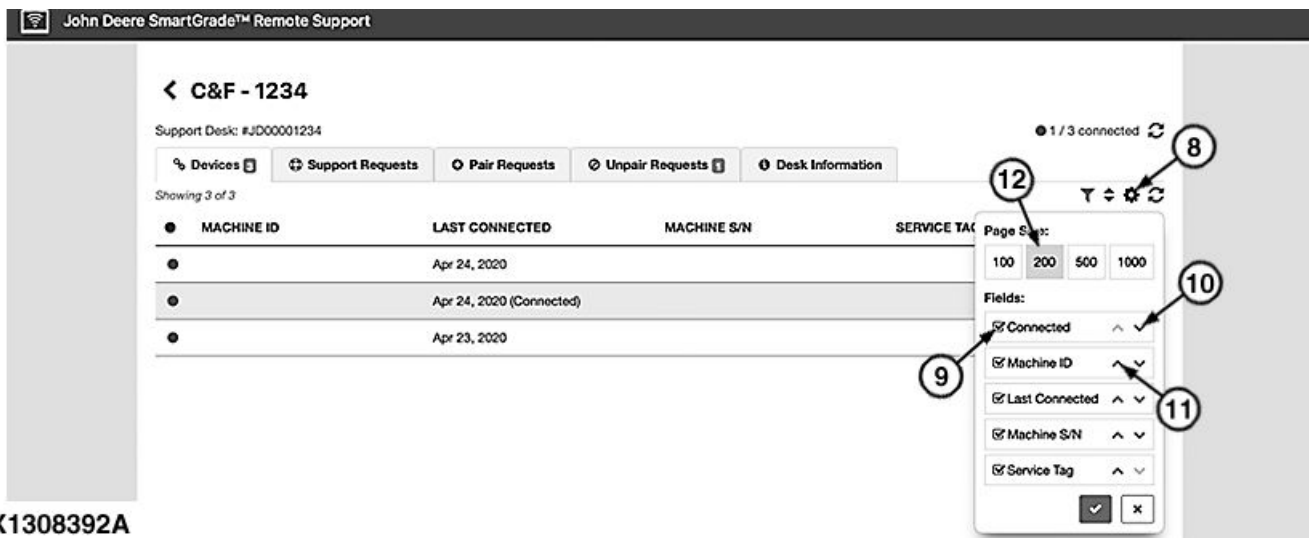 John Deere SmartGrade™ Remote Support
C&F - 1234
Support Desk: #JD00001234
1 / 3 connected
8
Devices 3 Support Requests Pair Requests Unpair Requests 1 Desk Information
12
Showing 3 of 3
MACHINE ID LAST CONNECTED MACHINE S/N SERVICE TAG
Page Size:
Apr 24, 2020
100 200 500 1000
10
Apr 24, 2020 (Connected)
Fields:
Connected
Apr 23, 2020
9
Machine ID
11
Last Connected
Machine S/N
Service Tag
X1308392A